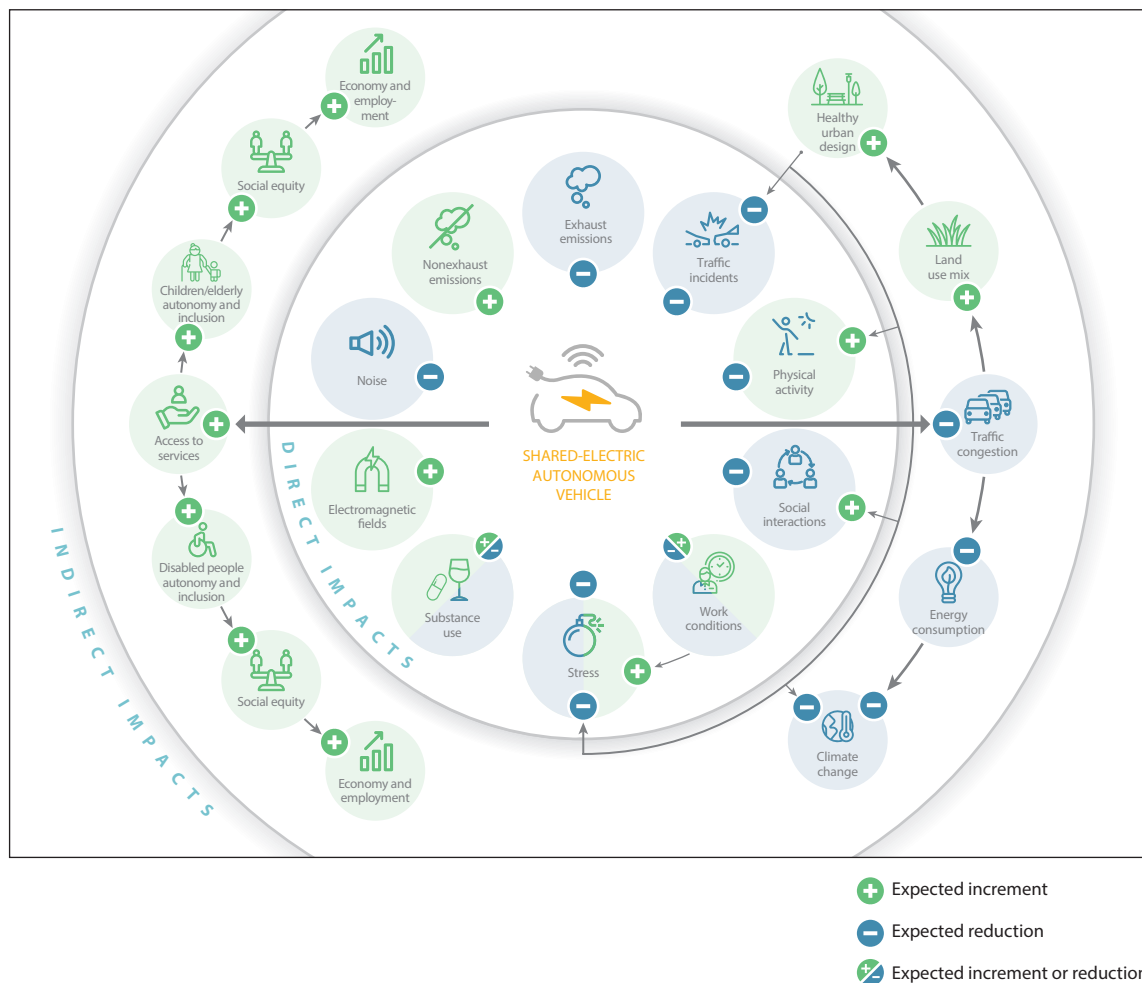 Economy and
employ-
ment
Social equity
Children/elderly
autonomy and
inclusion
Access to
services
Disabled people
autonomy and
inclusion
Social equity
Economy and
employment
Exhaust
emissions
Nonexhaust
emissions
Noise
Electromagnetic
fields
Substance
use
Stress
Work
conditions
Social
interactions
Physical
activity
Traffic
incidents
SHARED-ELECTRIC
AUTONOMOUS
VEHICLE
Healthy
urban
design
Land
use mix
Traffic
congestion
Energy
consumption
Climate
change
DIRECT IMPACTS
INDIRECT IMPACTS
Expected increment
Expected reduction
Expected increment or reduction